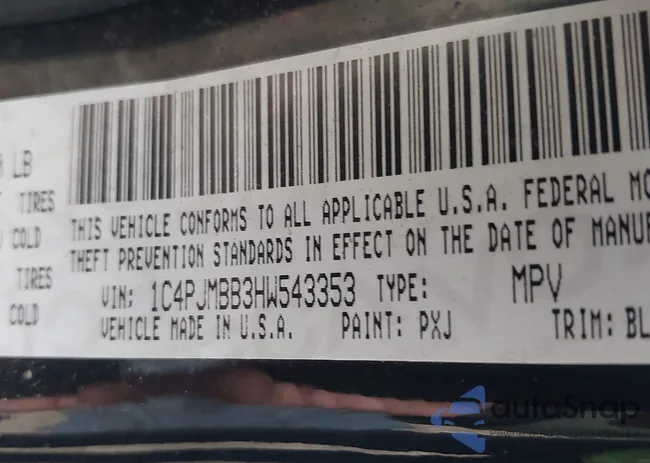 LB
TIRES
COLD
TIRES
COLD
THIS VEHICLE CONFORMS TO ALL APPLICABLE U.S.A. FEDERAL MO
THEFT PREVENTION STANDARDS IN EFFECT ON THE DATE OF MANUF
VIN: 1C4PJMBB3HW543353 TYPE: MPV
VEHICLE MADE IN U.S.A. PAINT: PXJ TRIM: BL
autoSnap